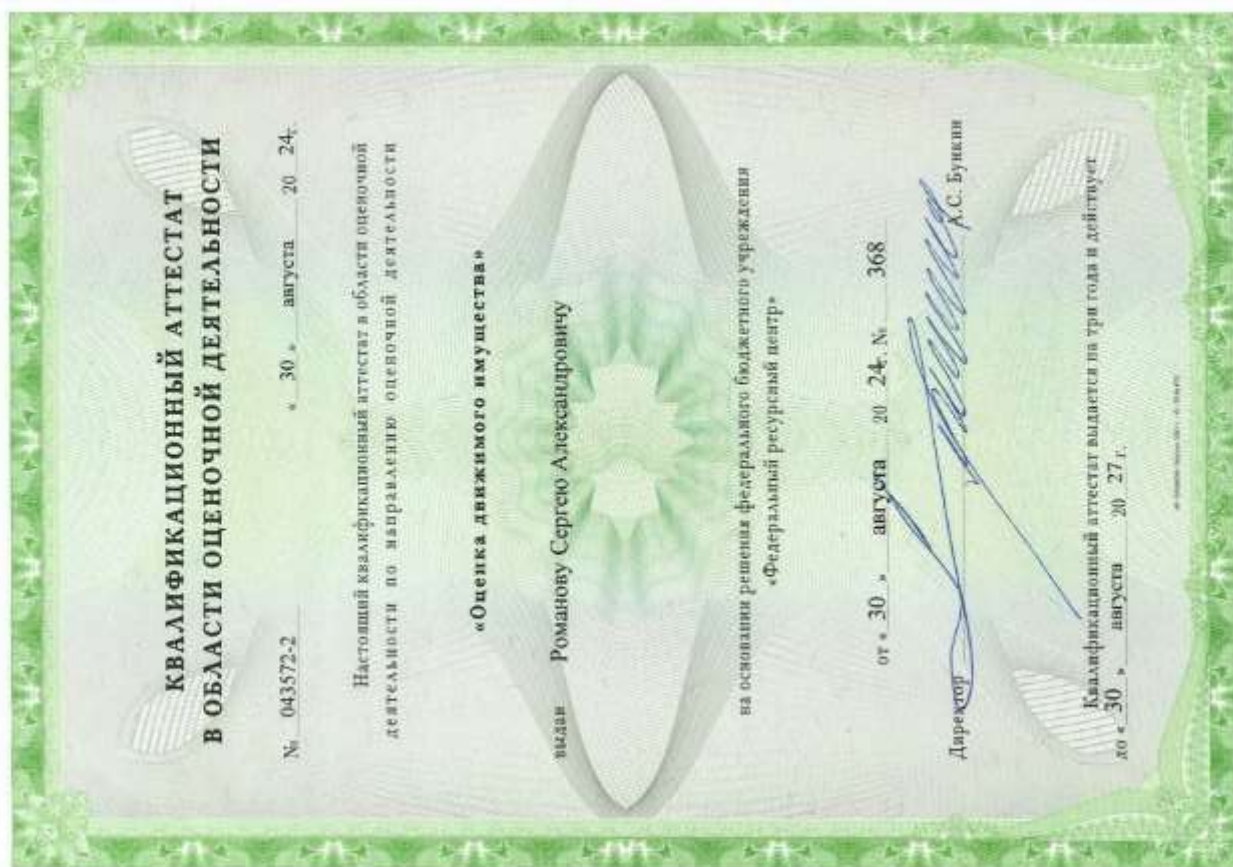 КВАЛИФИКАЦИОННЫЙ АТТЕСТАТ
В ОБЛАСТИ ОЦЕНОЧНОЙ ДЕЯТЕЛЬНОСТИ
№ 043572-2 « 30 » августа 20 24г.
Настоящий квалификационный аттестат в области оценочной
деятельности по направлению оценочной деятельности
«Оценка движимого имущества»
выдан Романову Сергею Александровичу
на основании решения федерального бюджетного учреждения
«Федеральный ресурсный центр»
от « 30 » августа 20 24г. № 368
Директор А.С. Бункин
Квалификационный аттестат выдается на три года и действует
до « 30 » августа 20 27 г.